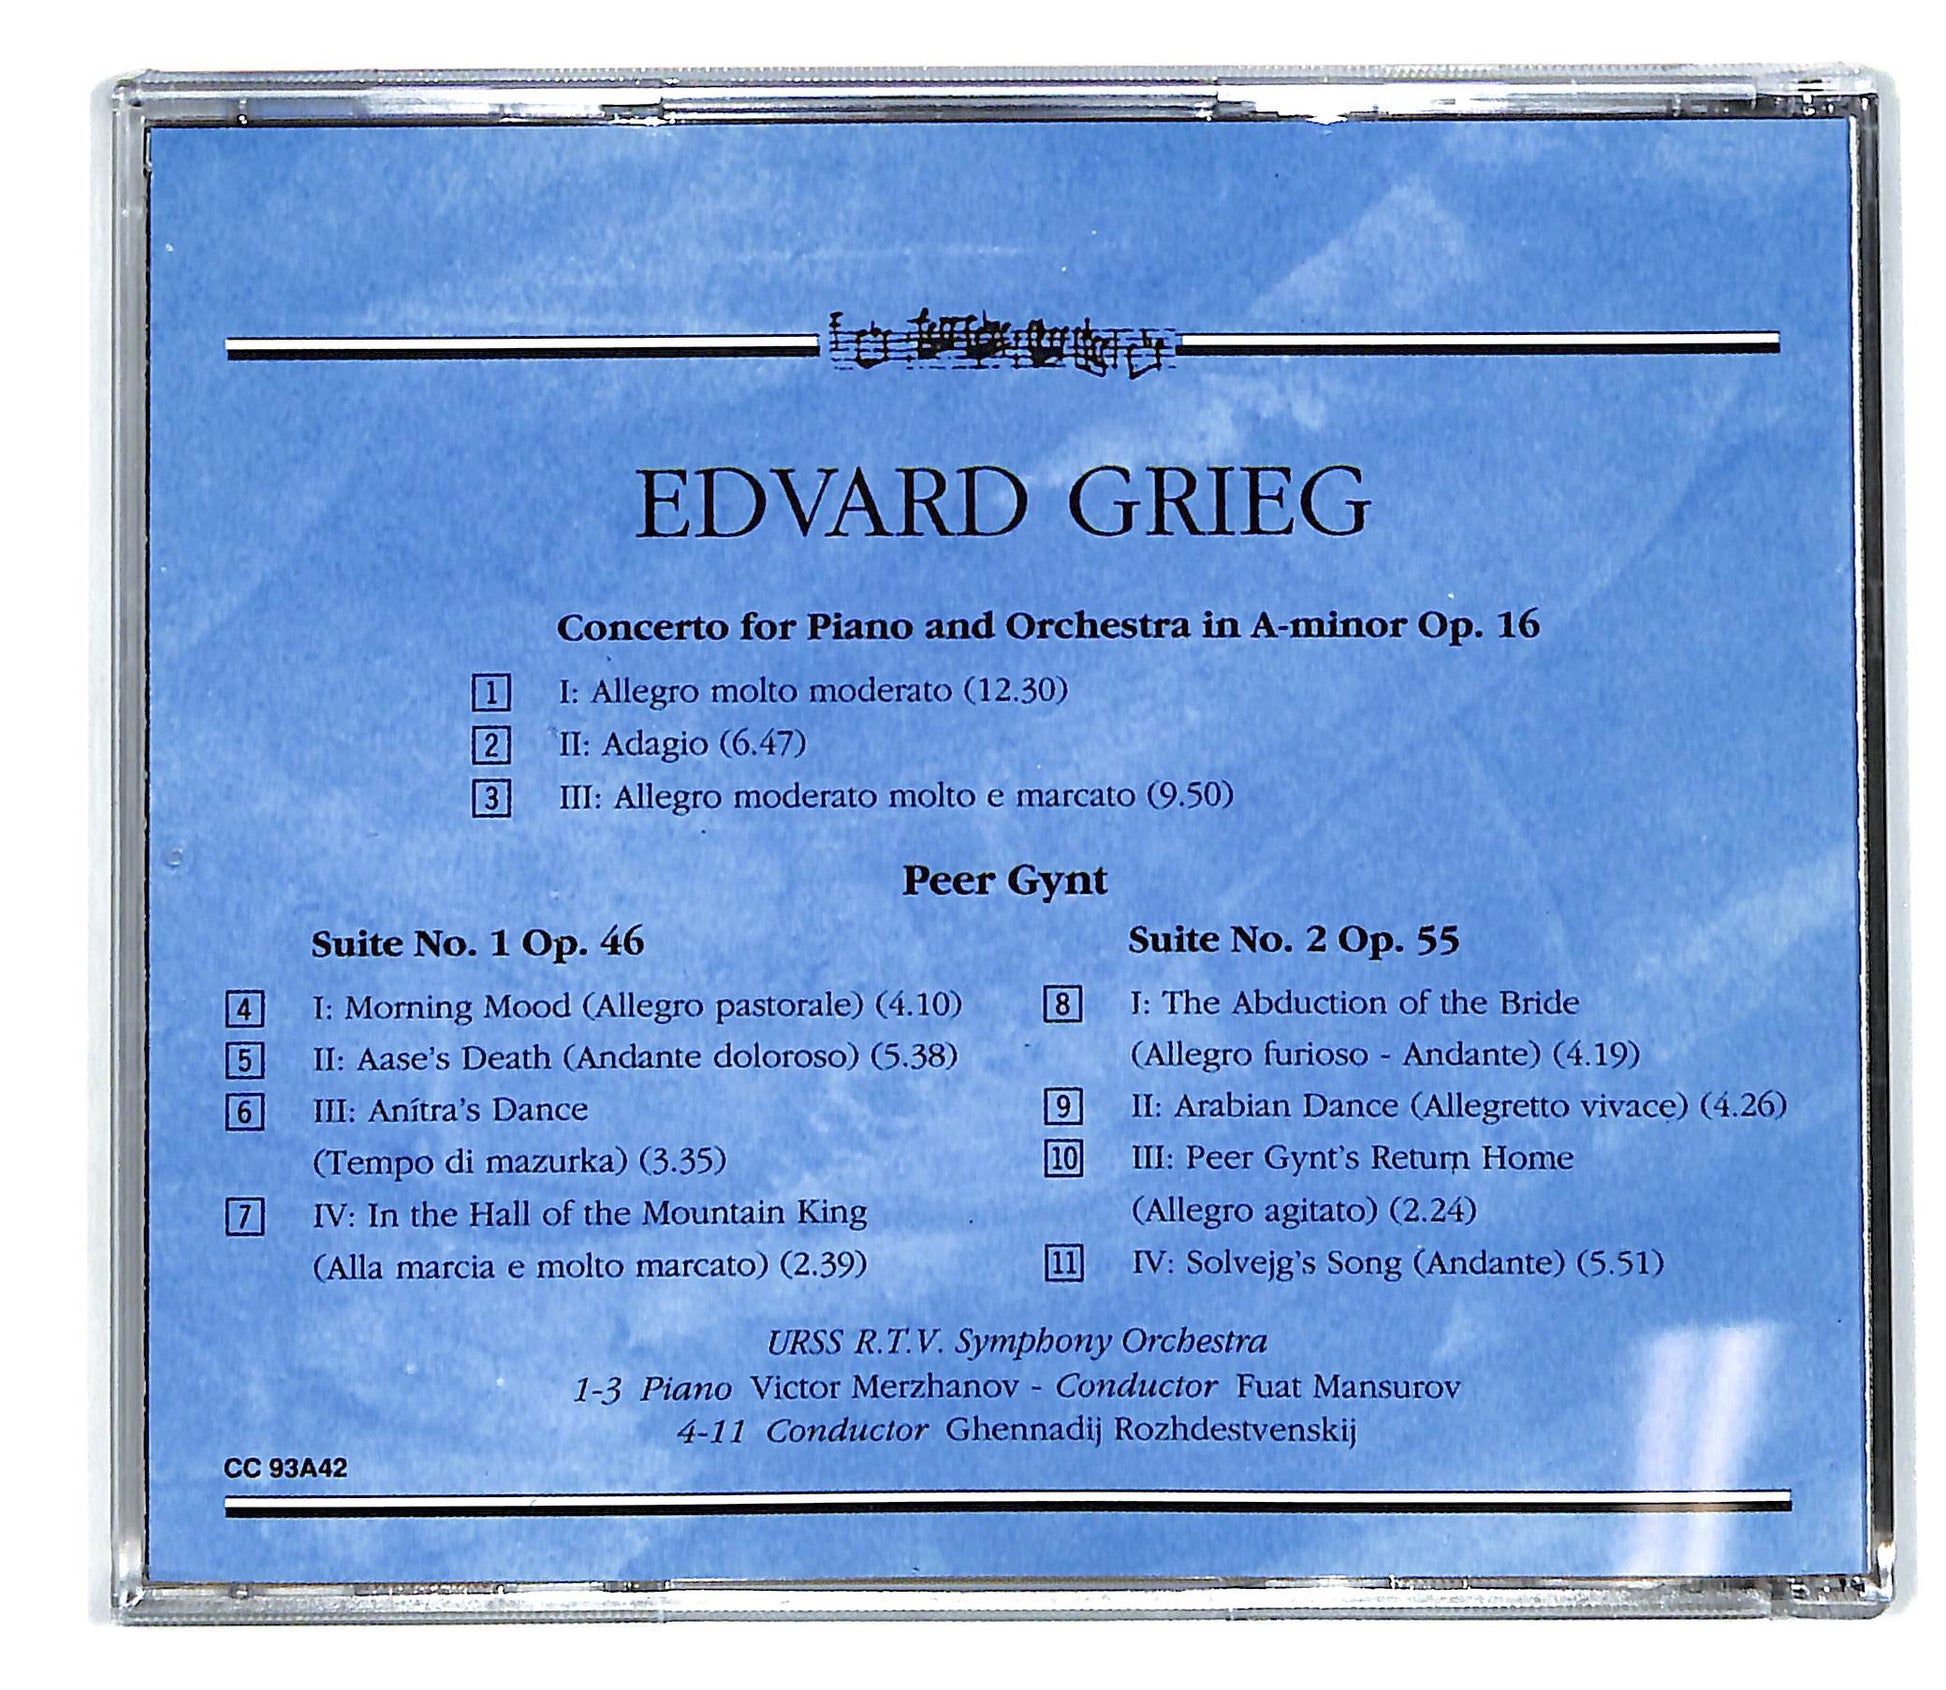 EDVARD GRIEG
Concerto for Piano and Orchestra in A-minor Op. 16
1 I: Allegro molto moderato (12.30)
2 II: Adagio (6.47)
3 III: Allegro moderato molto e marcato (9.50)
Peer Gynt
Suite No. 1 Op. 46
4 I: Morning Mood (Allegro pastorale) (4.10)
5 II: Aase's Death (Andante doloroso) (5.38)
6 III: Anitra's Dance
(Tempo di mazurka) (3.35)
7 IV: In the Hall of the Mountain King
(Alla marcia e molto marcato) (2.39)
Suite No. 2 Op. 55
8 I: The Abduction of the Bride
(Allegro furioso - Andante) (4.19)
9 II: Arabian Dance (Allegretto vivace) (4.26)
10 III: Peer Gynt's Return Home
(Allegro agitato) (2.24)
11 IV: Solvejg's Song (Andante) (5.51)
URSS R.T.V. Symphony Orchestra
1-3 Piano Victor Merzhanov - Conductor Fuat Mansurov
4-11 Conductor Ghennadij Rozhdestvenskij
CC 93A42